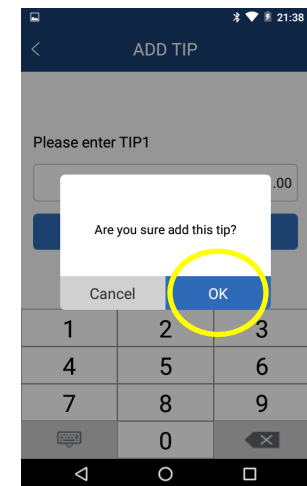 21:38
ADD TIP
Please enter TIP1
.00
Are you sure add this tip?
Cancel OK
1 2 3
4 5 6
7 8 9
0